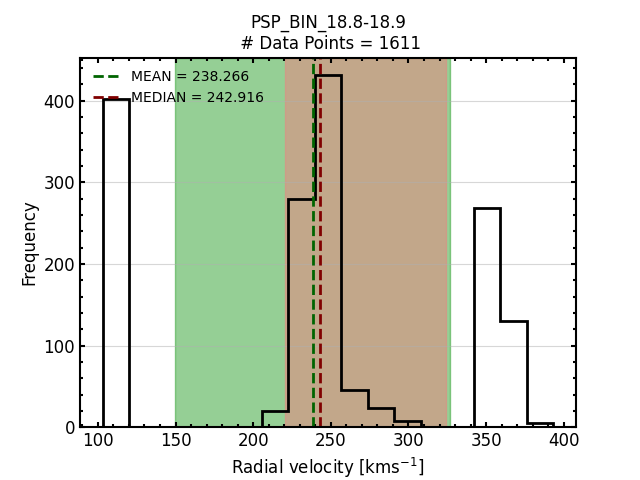 PSP_BIN_18.8-18.9
# Data Points = 1611
MEAN = 238.266
MEDIAN = 242.916
400
300
200
100
0
Frequency
100 150 200 250 300 350 400
Radial velocity [kms⁻¹]